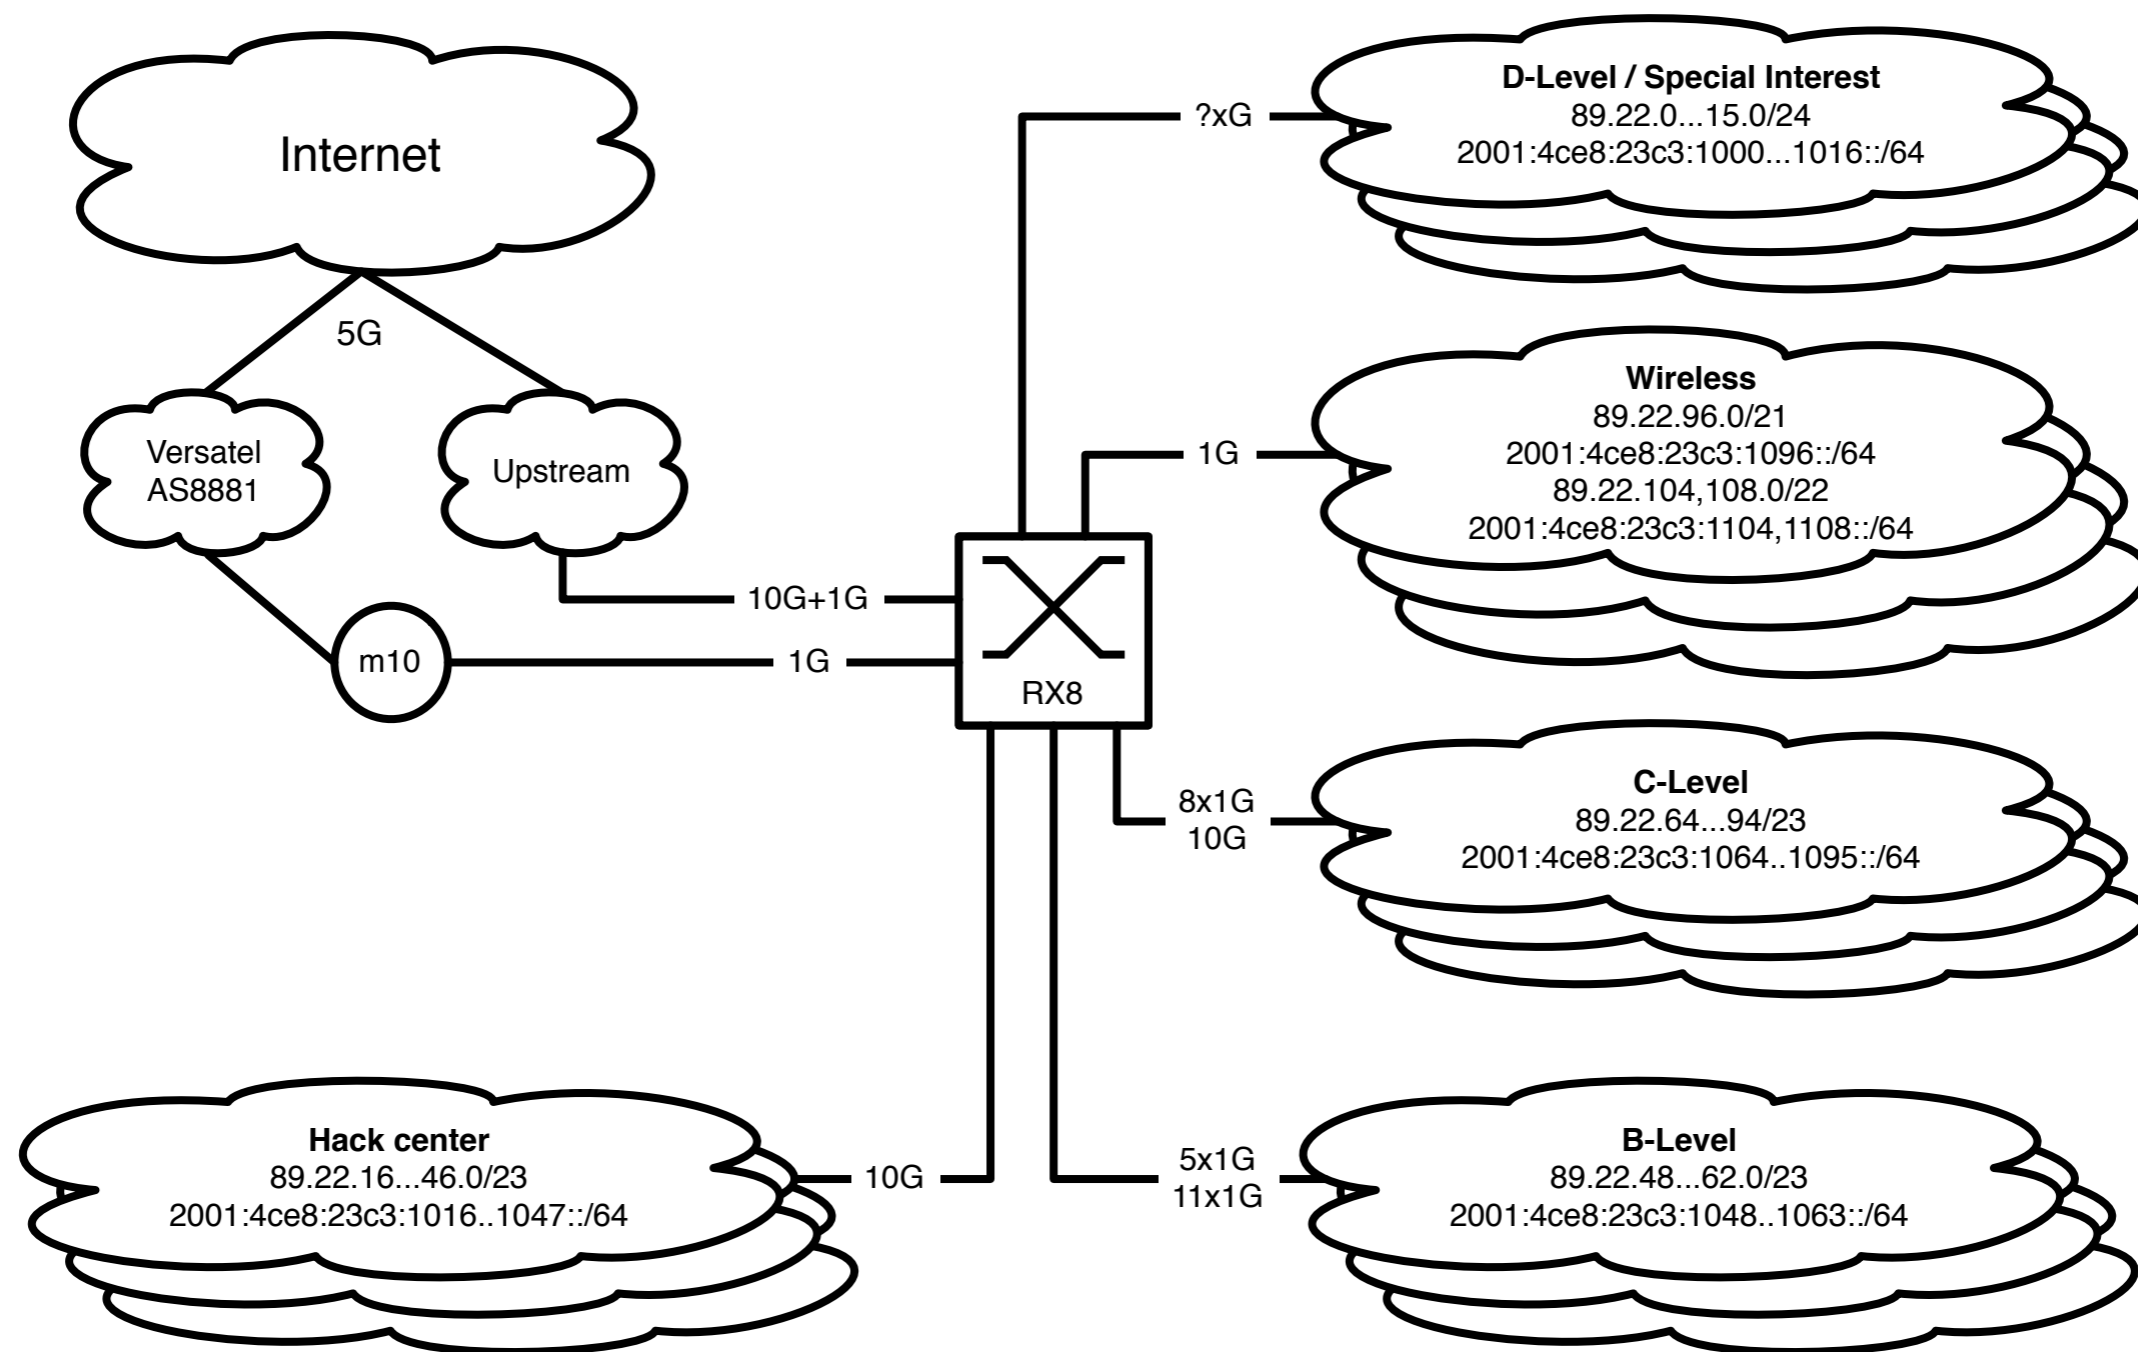 Internet
5G
Versatel
AS8881
Upstream
m10
10G+1G
1G
RX8
?xG
D-Level / Special Interest
89.22.0...15.0/24
2001:4ce8:23c3:1000...1016::/64
1G
Wireless
89.22.96.0/21
2001:4ce8:23c3:1096::/64
89.22.104,108.0/22
2001:4ce8:23c3:1104,1108::/64
8x1G
10G
C-Level
89.22.64...94/23
2001:4ce8:23c3:1064..1095::/64
Hack center
89.22.16...46.0/23
2001:4ce8:23c3:1016..1047::/64
10G
5x1G
11x1G
B-Level
89.22.48...62.0/23
2001:4ce8:23c3:1048..1063::/64